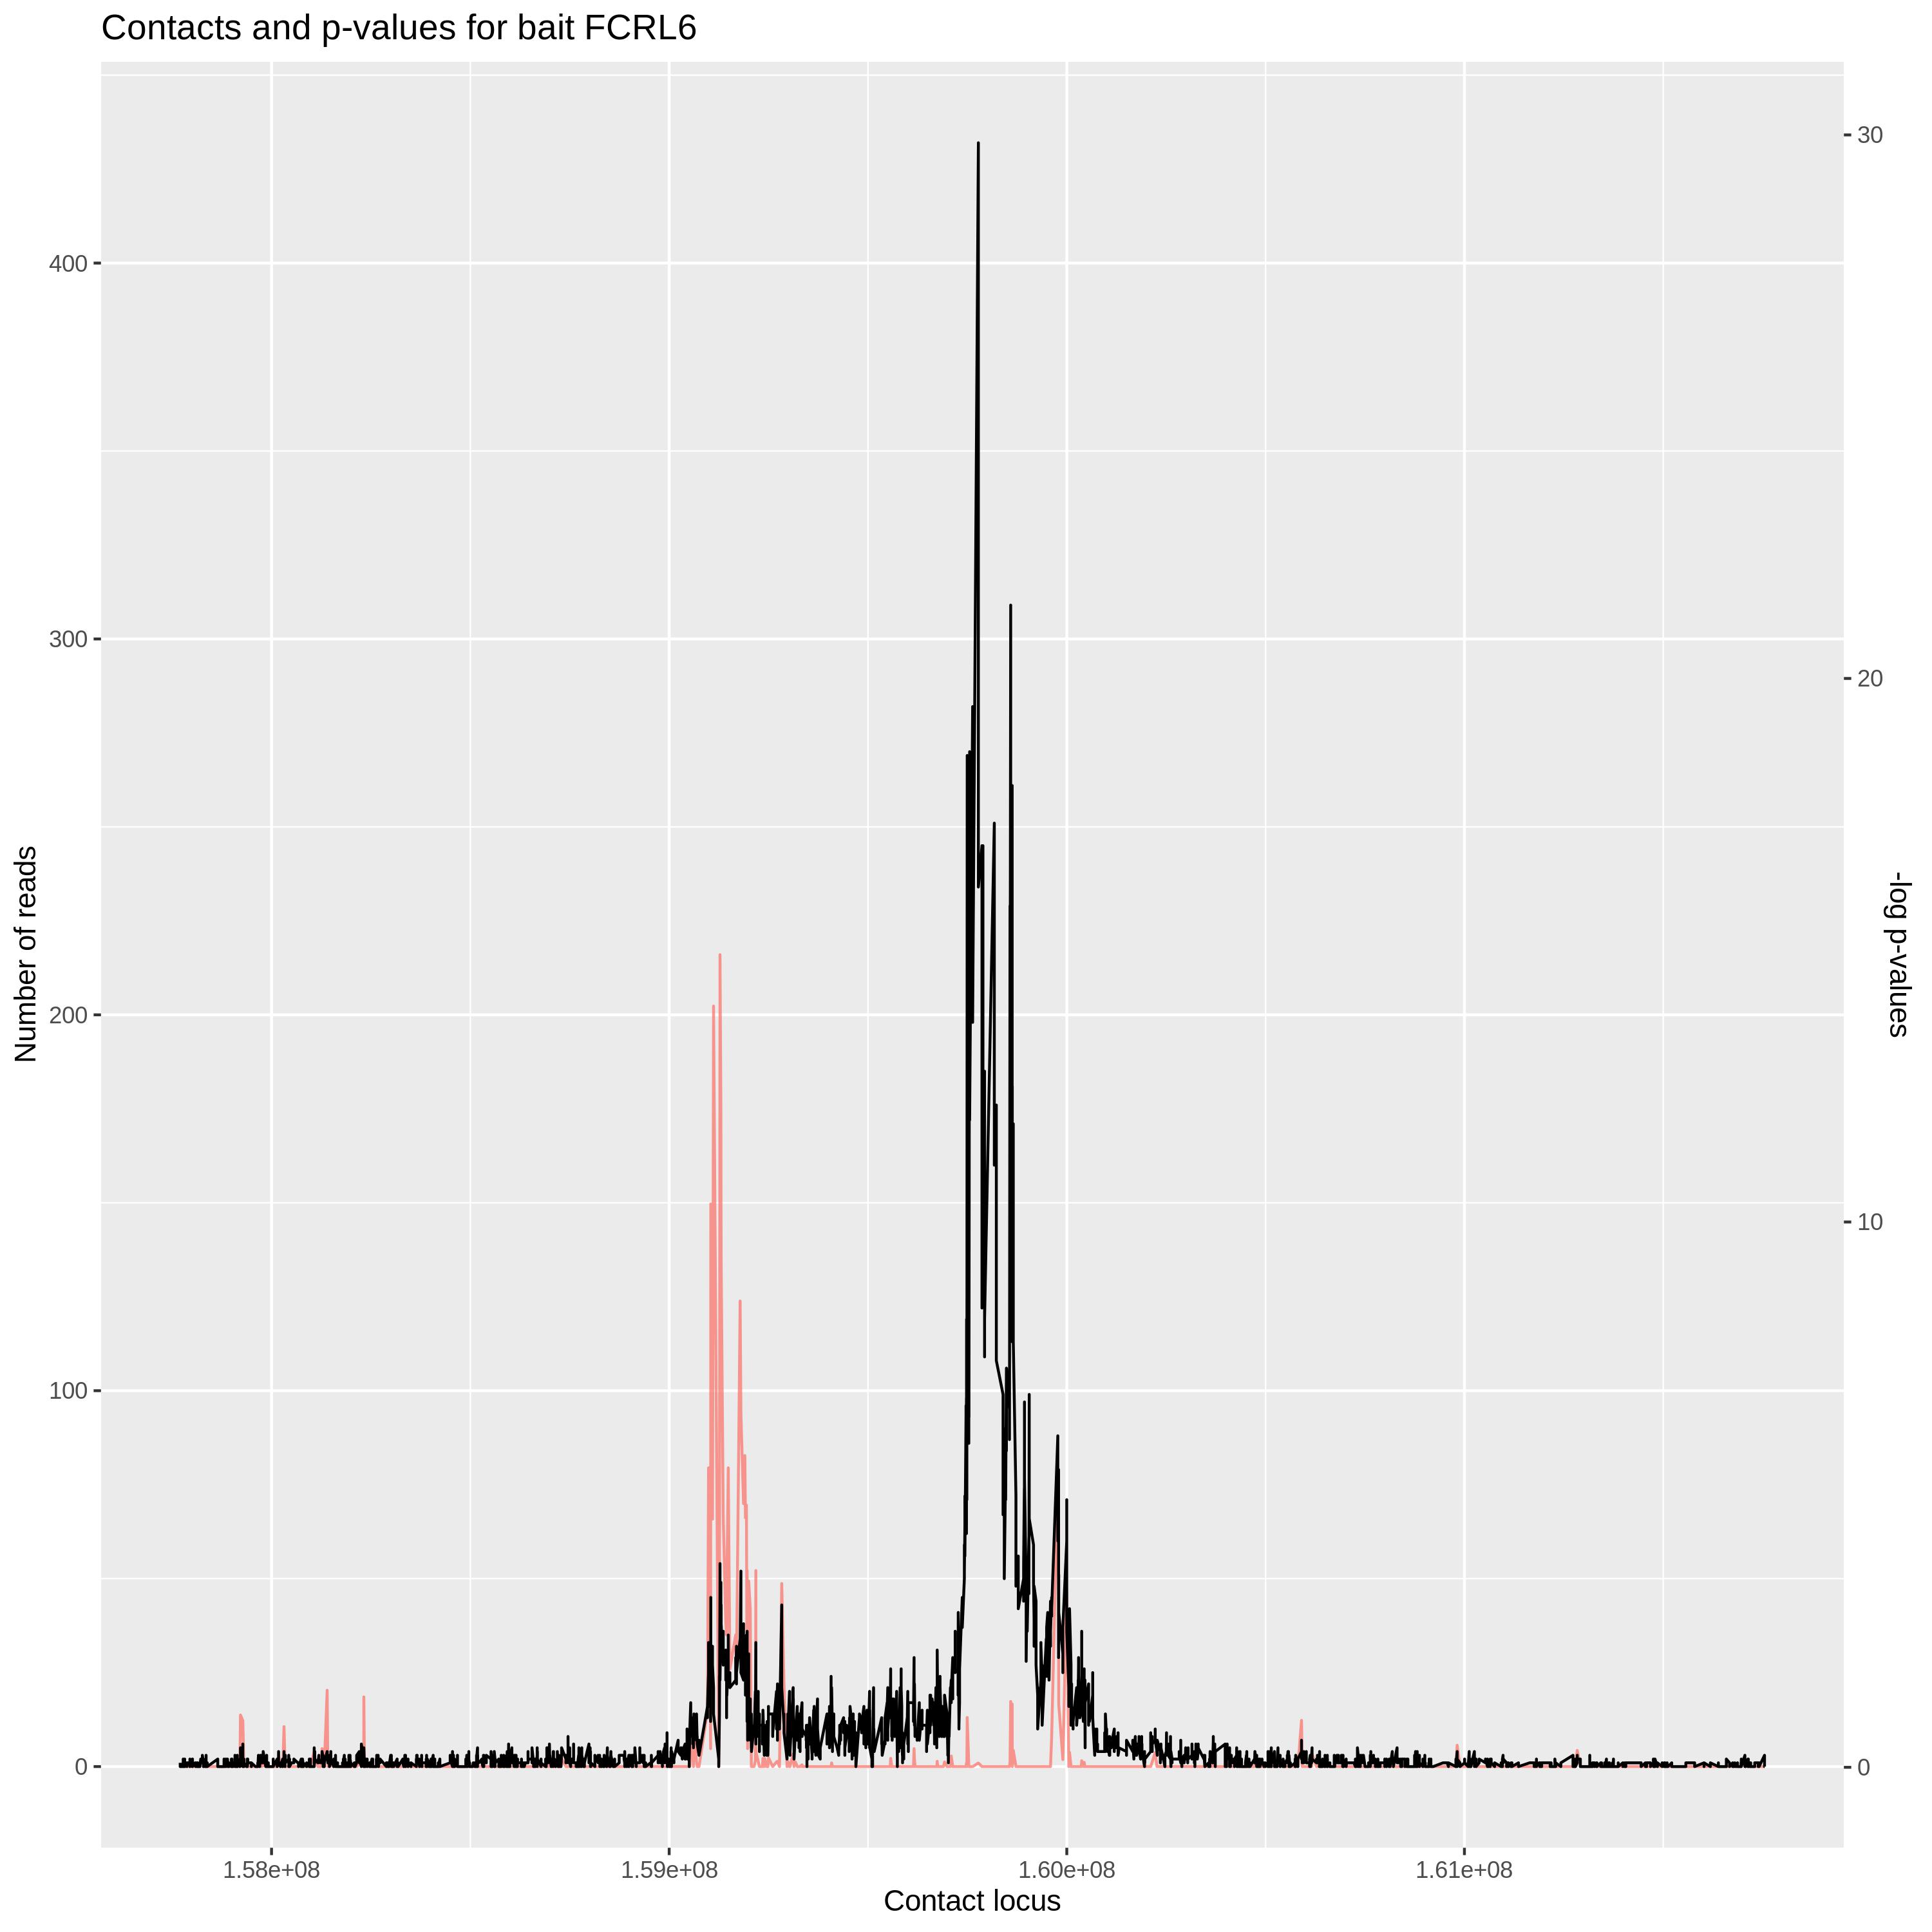 Contacts and p-values for bait FCRL6
400
300
200
100
0
Number of reads
30
20
10
0
-log p-values
1.58e+08
1.59e+08
1.60e+08
1.61e+08
Contact locus